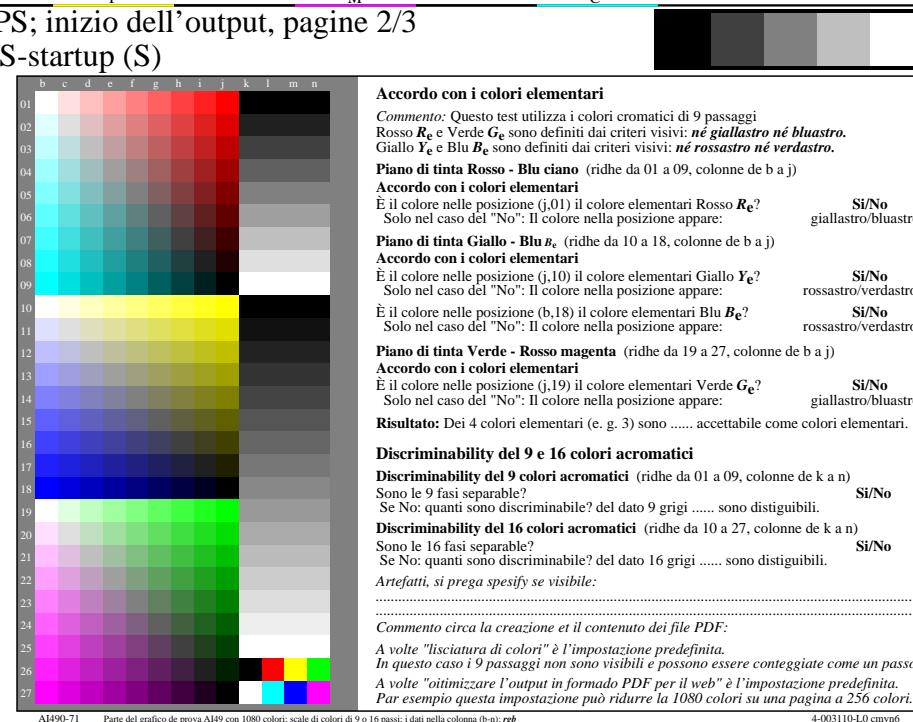 M
C
PS; inizio dell'output, pagine 2/3
S-startup (S)
b c d e f g h i j k l m n
01
02
03
04
05
06
07
08
09
10
11
12
13
14
15
16
17
18
19
20
21
22
23
24
25
26
27
Accordo con i colori elementari
Commento: Questo test utilizza i colori cromatici di 9 passaggi
Rosso Re e Verde Ge sono definiti dai criteri visivi: né giallastro né bluastro.
Giallo Ye e Blu Be sono definiti dai criteri visivi: né rossastro né verdastro.
Piano di tinta Rosso - Blu ciano (ridhe da 01 a 09, colonne de b a j)
Accordo con i colori elementari
È il colore nelle posizione (j,01) il colore elementari Rosso Re? Si/No
Solo nel caso del "No": Il colore nella posizione appare: giallastro/bluastro
Piano di tinta Giallo - Blu Be (ridhe da 10 a 18, colonne de b a j)
Accordo con i colori elementari
È il colore nelle posizione (j,10) il colore elementari Giallo Ye? Si/No
Solo nel caso del "No": Il colore nella posizione appare: rossastro/verdastro
È il colore nelle posizione (b,18) il colore elementari Blu Be? Si/No
Solo nel caso del "No": Il colore nella posizione appare: rossastro/verdastro
Piano di tinta Verde - Rosso magenta (ridhe da 19 a 27, colonne de b a j)
Accordo con i colori elementari
È il colore nelle posizione (j,19) il colore elementari Verde Ge? Si/No
Solo nel caso del "No": Il colore nella posizione appare: giallastro/bluastro
Risultato: Dei 4 colori elementari (e. g. 3) sono ...... accettabile come colori elementari.
Discriminability del 9 e 16 colori acromatici
Discriminability del 9 colori acromatici (ridhe da 01 a 09, colonne de k a n)
Sono le 9 fasi separable? Si/No
Se No: quanti sono discriminabile? del dato 9 grigi ...... sono distiguibili.
Discriminability del 16 colori acromatici (ridhe da 10 a 27, colonne de k a n)
Sono le 16 fasi separable? Si/No
Se No: quanti sono discriminabile? del dato 16 grigi ...... sono distiguibili.
Artefatti, si prega spesify se visibile:
Commento circa la creazione et il contenuto dei file PDF:
A volte "lisciatura di colori" è l'impostazione predefinita.
In questo caso i 9 passaggi non sono visibili e possono essere conteggiate come un passo
A volte "oitimizzare l'output in formado PDF per il web" è l'impostazione predefinita.
Par esempio questa impostazione può ridurre la 1080 colori su una pagina a 256 colori.
AI490-71 Parte del grafico de prova AI49 con 1080 colori; scale di colori di 9 o 16 passi; i dati nella colonna (b-n): rgb 4-003110-L0 cmyn6